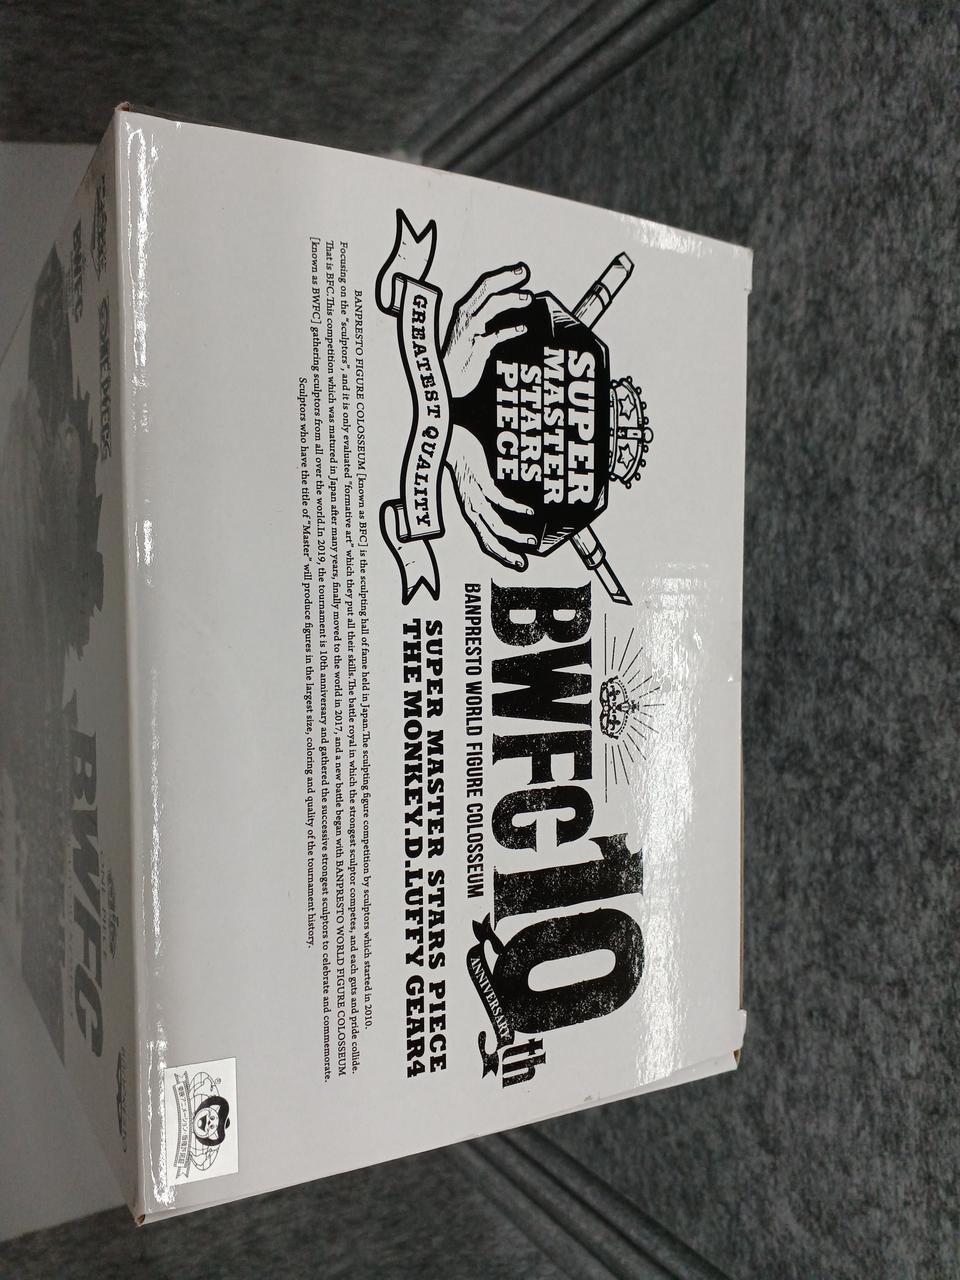 SUPER
MASTER
STARS
PIECE
GREATEST QUALITY
BWFC10th
ANNIVERSARY
BANPRESTO WORLD FIGURE COLOSSEUM
SUPER MASTER STARS PIECE
THE MONKEY.D.LUFFY GEAR4
BANPRESTO FIGURE COLOSSEUM [known as BFC] is the sculpting hall of fame held in Japan.The sculpting figure competition by sculptors which started in 2010.
Focusing on the "sculptors", and it is only evaluated "formative art" which they put all their skills.The battle royal in which the strongest sculptor competes, and each guts and pride collide.
That is BFC.This competition which was matured in Japan after many years, finally moved to the world in 2017, and a new battle began with BANPRESTO WORLD FIGURE COLOSSEUM
[known as BWFC] gathering sculptors from all over the world.In 2019, the tournament is 10th anniversary and gathered the successive strongest sculptors to celebrate and commemorate.
Sculptors who have the title of "Master" will produce figures in the largest size, coloring and quality of the tournament history.
BWFC
ONE PIECE
BWFC